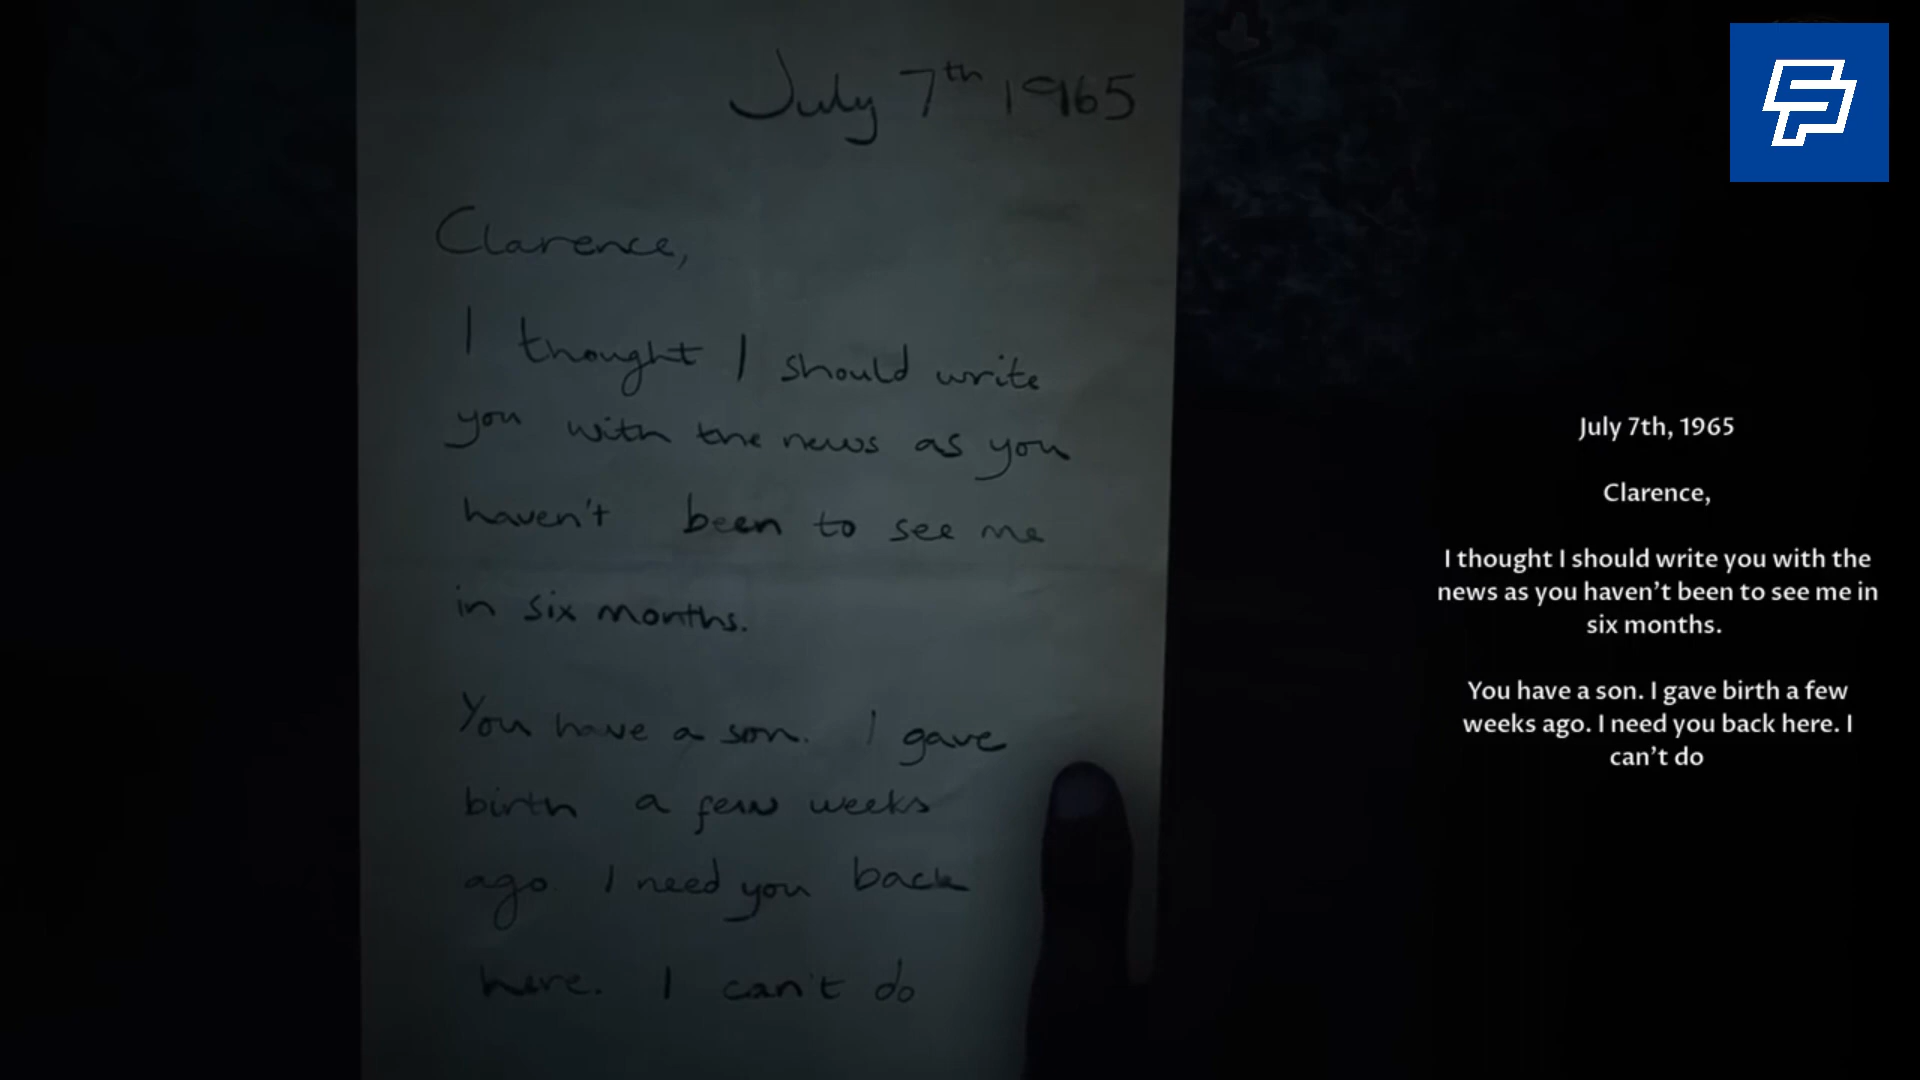 July 7th 1965
Clarence,
I thought I should write
you with the news as you
haven't been to see me
in six months.
You have a son. I gave
birth a few weeks
ago. I need you back
here. I can't do
July 7th, 1965
Clarence,
I thought I should write you with the
news as you haven't been to see me in
six months.
You have a son. I gave birth a few
weeks ago. I need you back here. I
can't do